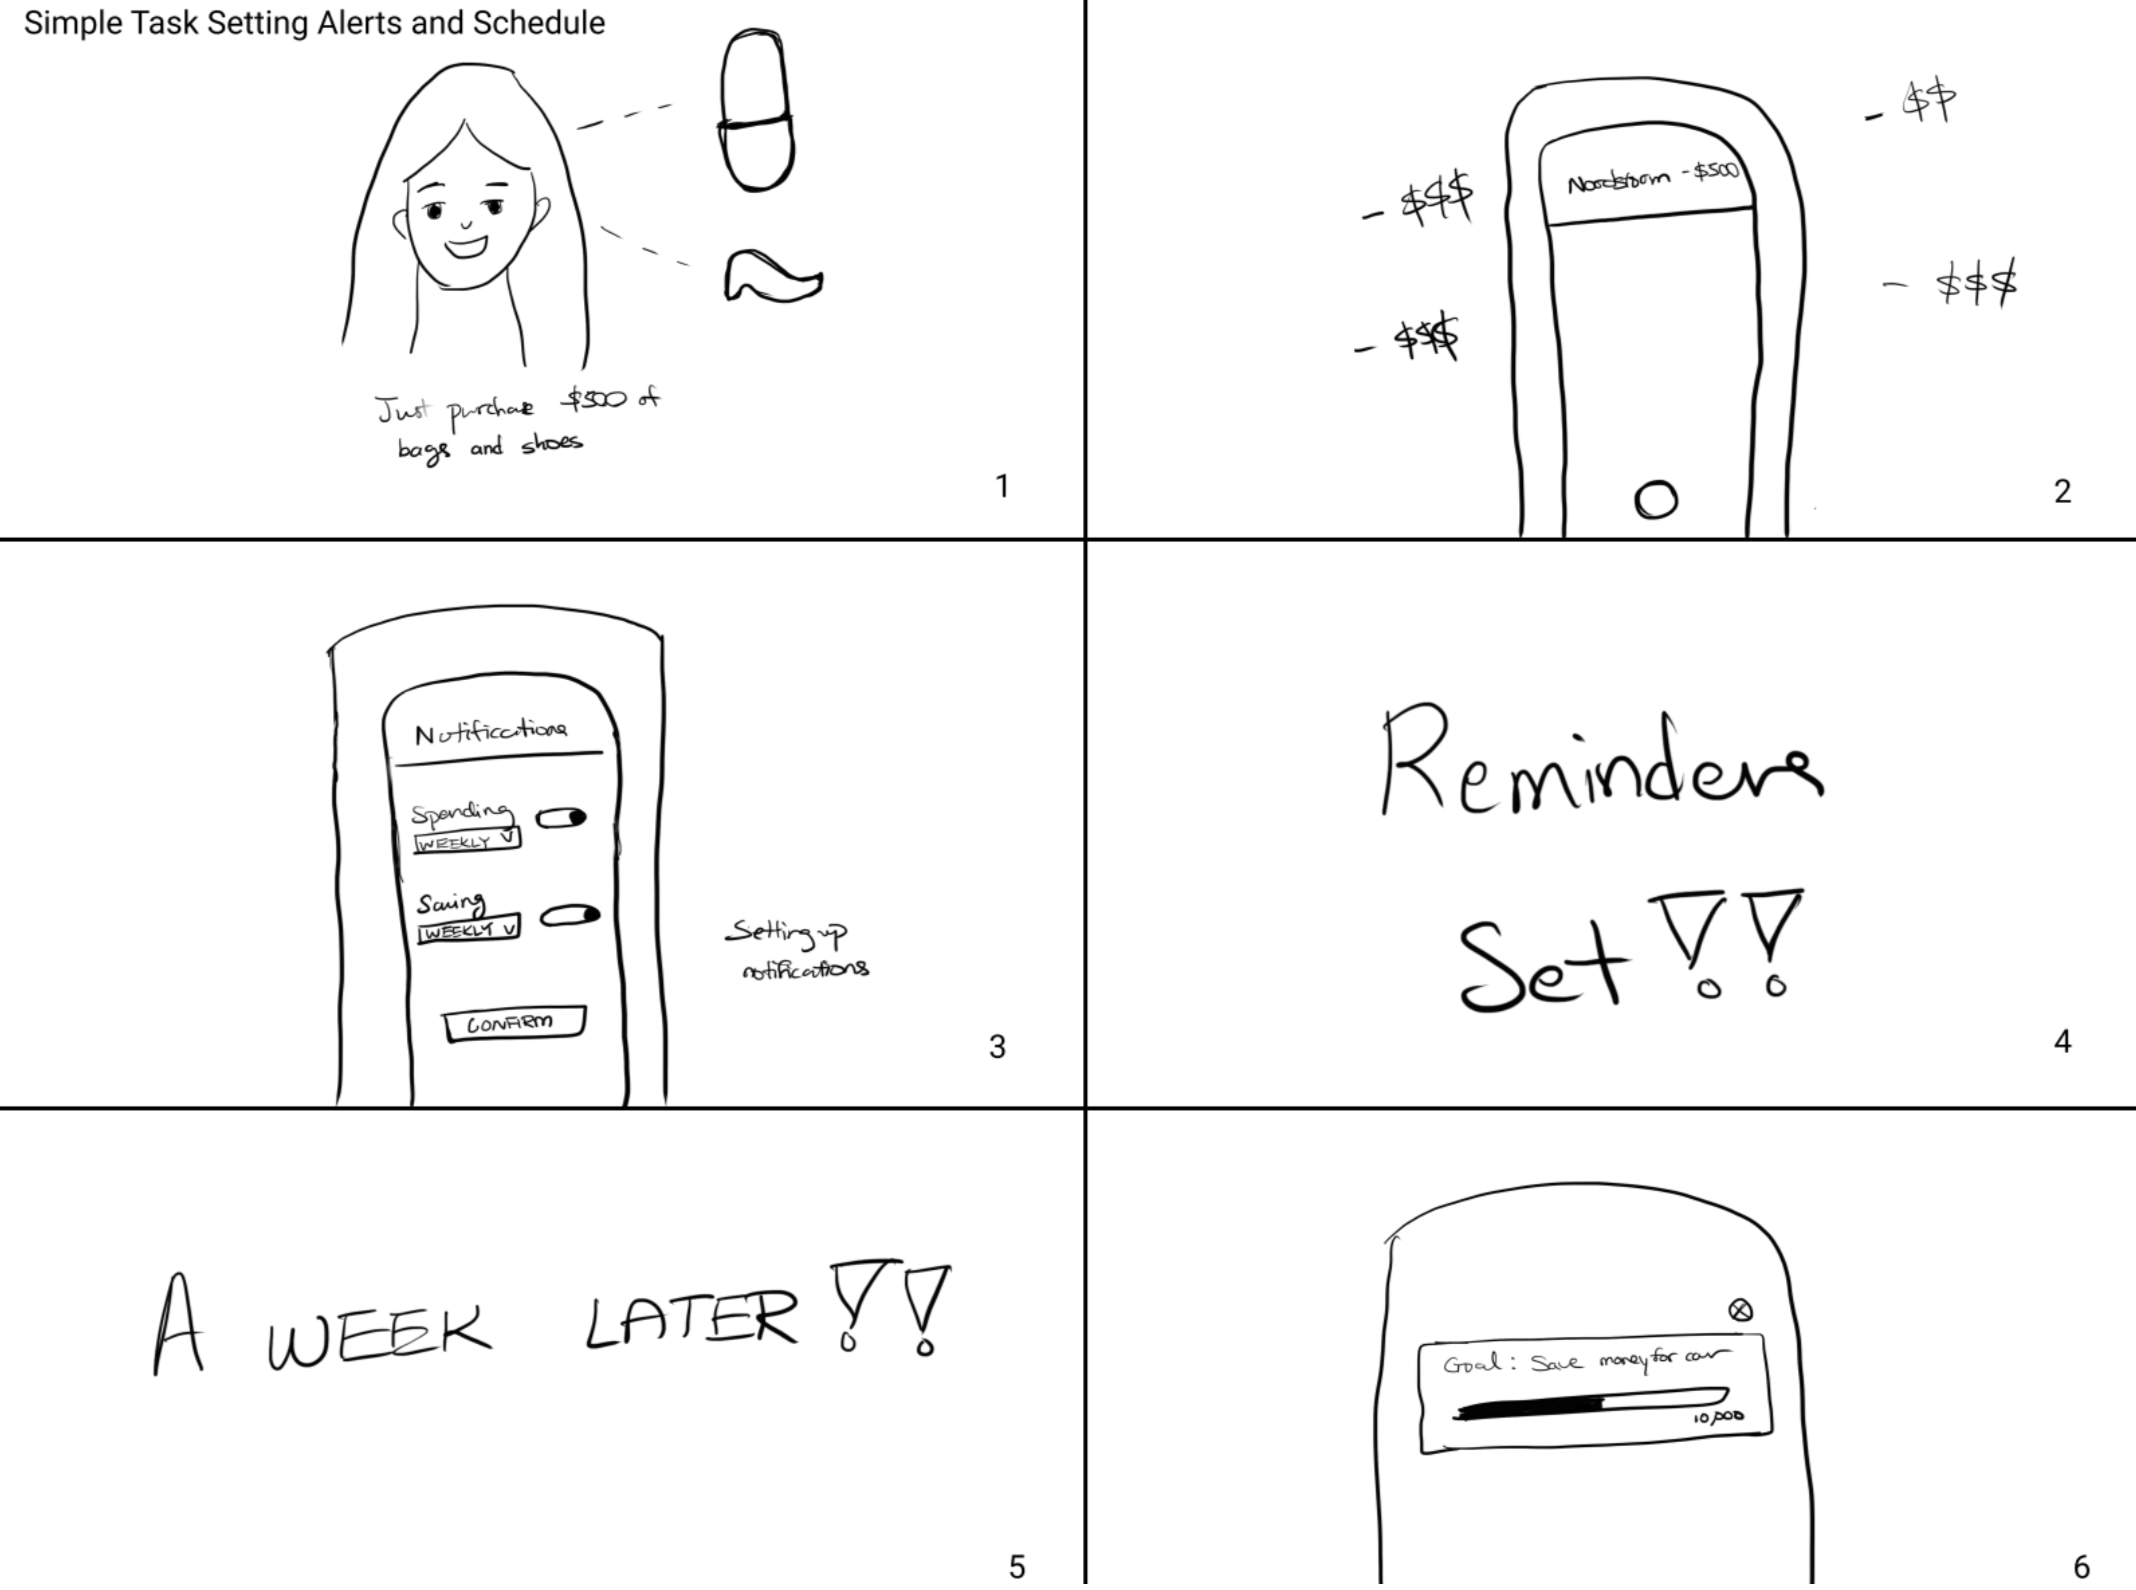 Simple Task Setting Alerts and Schedule
Just purchase $500 of
bags and shoes
1
- $$
Nordstrom - $500
- $$$
- $$$
- $$$
2
Notifications
Spending
WEEKLY V
Saving
WEEKLY V
Setting up
notifications
CONFIRM
3
Reminders
Set !!
4
A WEEK LATER !!
5
Goal: Save money for car
10,000
6